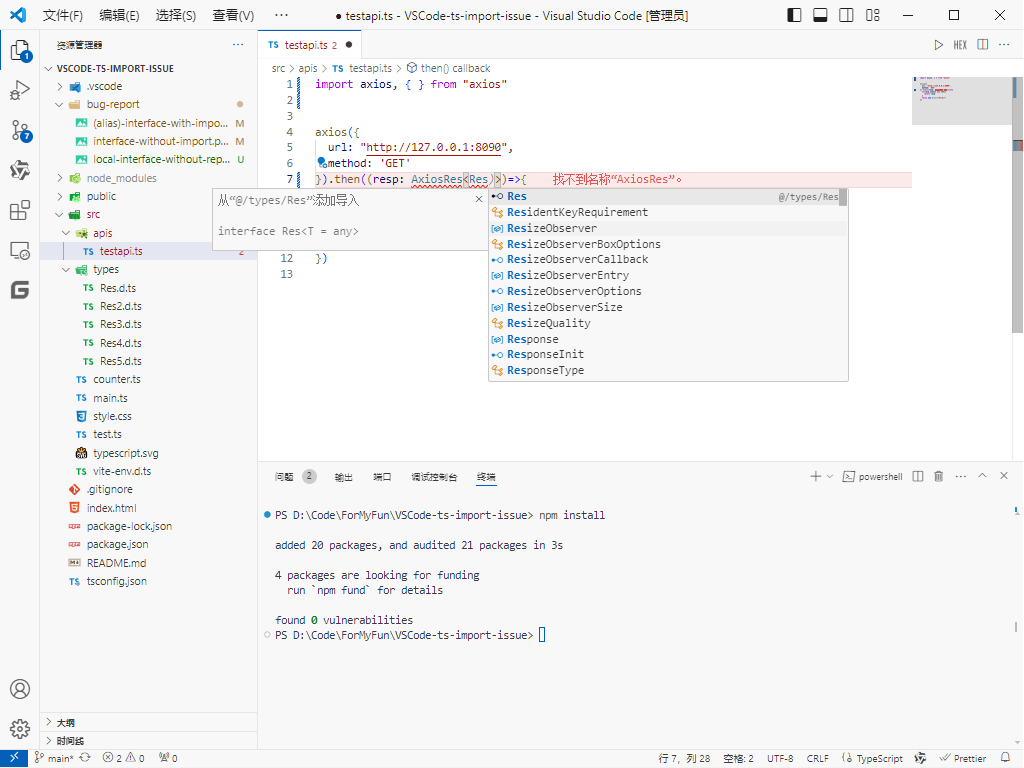 文件(F) 编辑(E) 选择(S) 查看(V) ··· ● testapi.ts - VSCode-ts-import-issue - Visual Studio Code [管理员]
资源管理器 ···
VSCODE-TS-IMPORT-ISSUE
.vscode
bug-report
(alias)-interface-with-impo... M
interface-without-import.p... M
local-interface-without-rep... U
node_modules
public
src
apis
TS testapi.ts 2
types
TS Res.d.ts
TS Res2.d.ts
TS Res3.d.ts
TS Res4.d.ts
TS Res5.d.ts
TS counter.ts
TS main.ts
style.css
TS test.ts
typescript.svg
TS vite-env.d.ts
.gitignore
index.html
package-lock.json
package.json
README.md
tsconfig.json
大纲
时间线
1
7
TS testapi.ts 2 ●
HEX
src > apis > TS testapi.ts > then() callback
1 import axios, { } from "axios"
2
3
4 axios({
5 url: "http://127.0.0.1:8090",
6 method: 'GET'
7 }).then((resp: AxiosRes<Res)>)=>{ 找不到名称“AxiosRes”。
从“@/types/Res”添加导入
interface Res<T = any>
Res @/types/Res
ResidentKeyRequirement
ResizeObserver
ResizeObserverBoxOptions
ResizeObserverCallback
ResizeObserverEntry
ResizeObserverOptions
ResizeObserverSize
ResizeQuality
Response
ResponseInit
ResponseType
12 })
13
问题 2 输出 端口 调试控制台 终端 powershell
PS D:\Code\ForMyFun\VSCode-ts-import-issue> npm install
added 20 packages, and audited 21 packages in 3s
4 packages are looking for funding
run `npm fund` for details
found 0 vulnerabilities
PS D:\Code\ForMyFun\VSCode-ts-import-issue>
main* 2 0 0 行 7，列 28 空格: 2 UTF-8 CRLF TypeScript Prettier